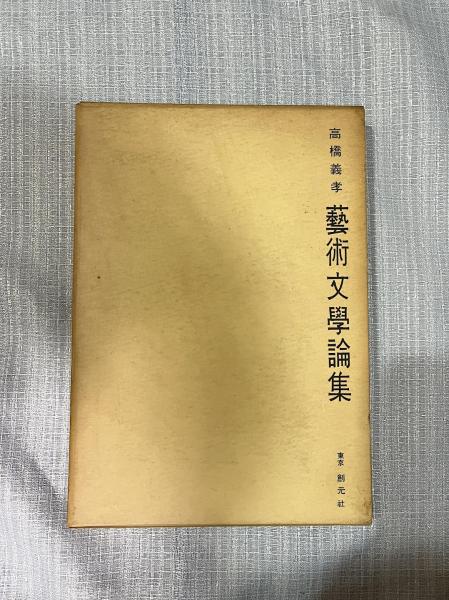 高橋義孝
藝術文學論集
東京 創元社